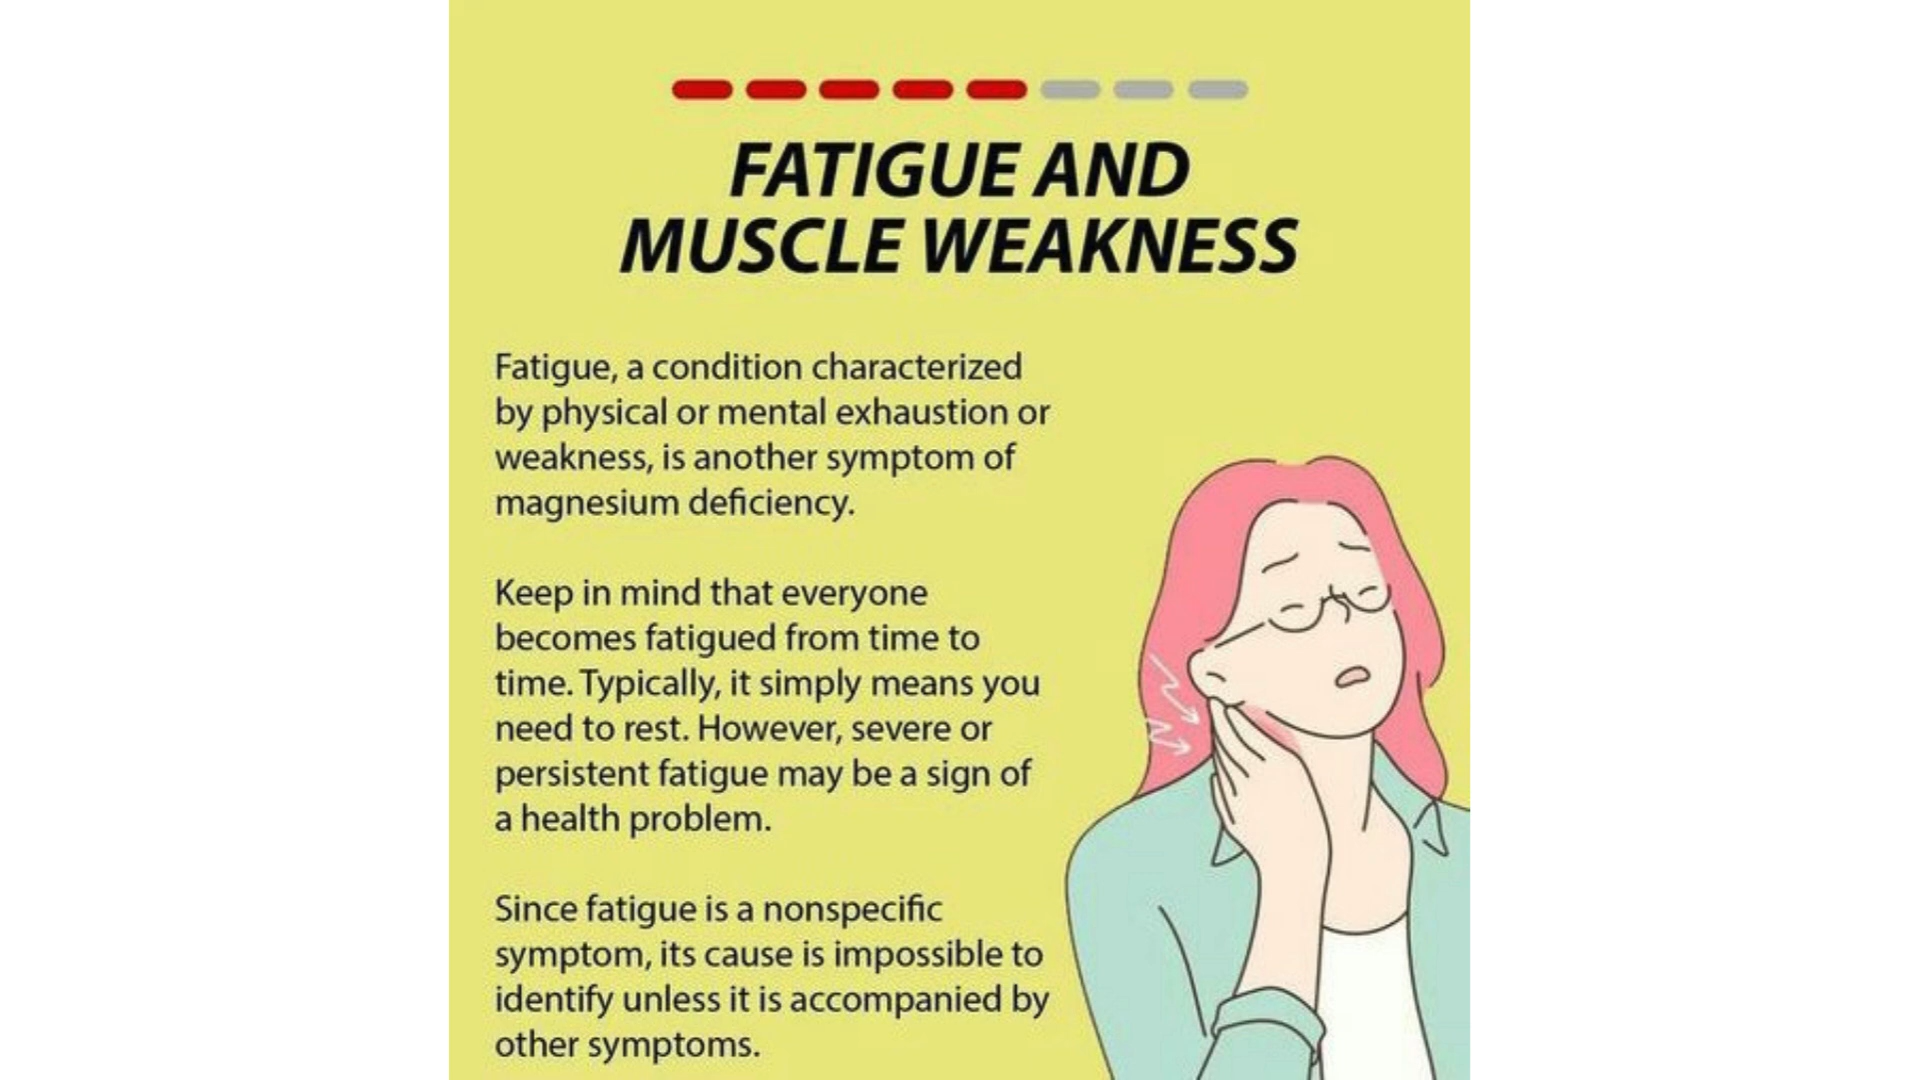 FATIGUE AND
MUSCLE WEAKNESS
Fatigue, a condition characterized
by physical or mental exhaustion or
weakness, is another symptom of
magnesium deficiency.
Keep in mind that everyone
becomes fatigued from time to
time. Typically, it simply means you
need to rest. However, severe or
persistent fatigue may be a sign of
a health problem.
Since fatigue is a nonspecific
symptom, its cause is impossible to
identify unless it is accompanied by
other symptoms.